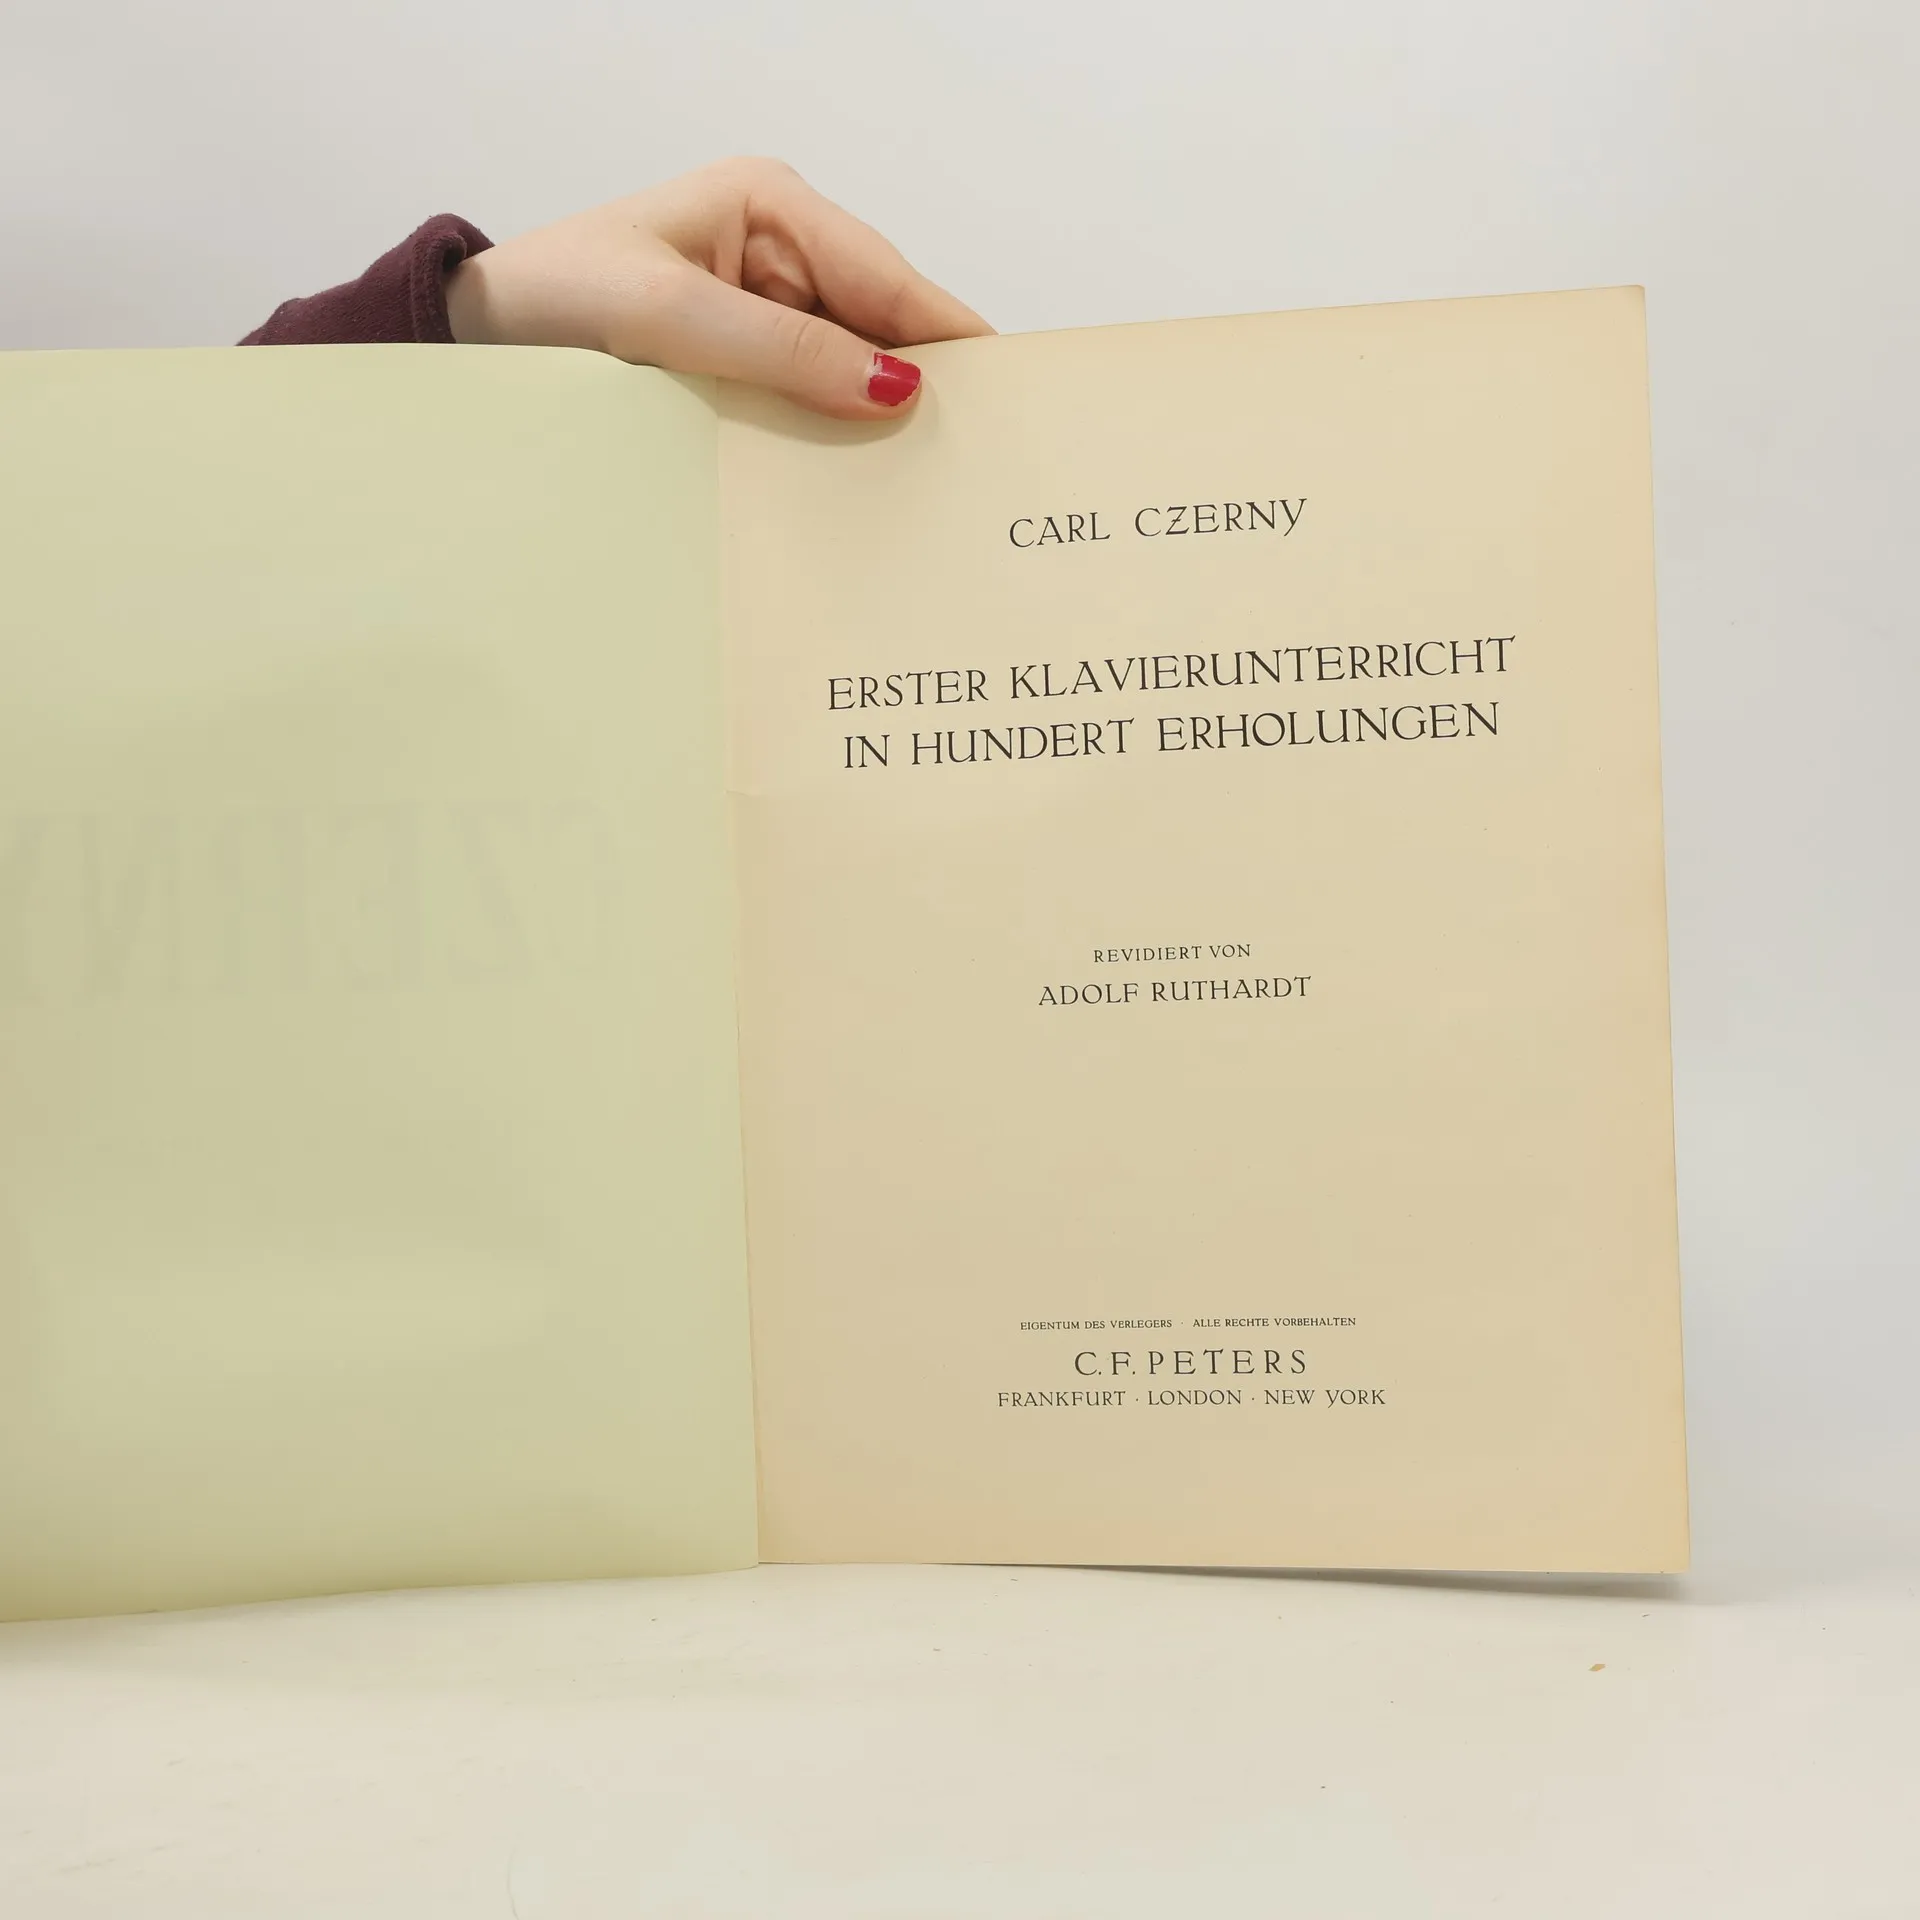 CARL CZERNY
ERSTER KLAVIERUNTERRICHT
IN HUNDERT ERHOLUNGEN
REVIDIERT VON
ADOLF RUTHARDT
EIGENTUM DES VERLEGERS · ALLE RECHTE VORBEHALTEN
C. F. PETERS
FRANKFURT · LONDON · NEW YORK
CZERNY